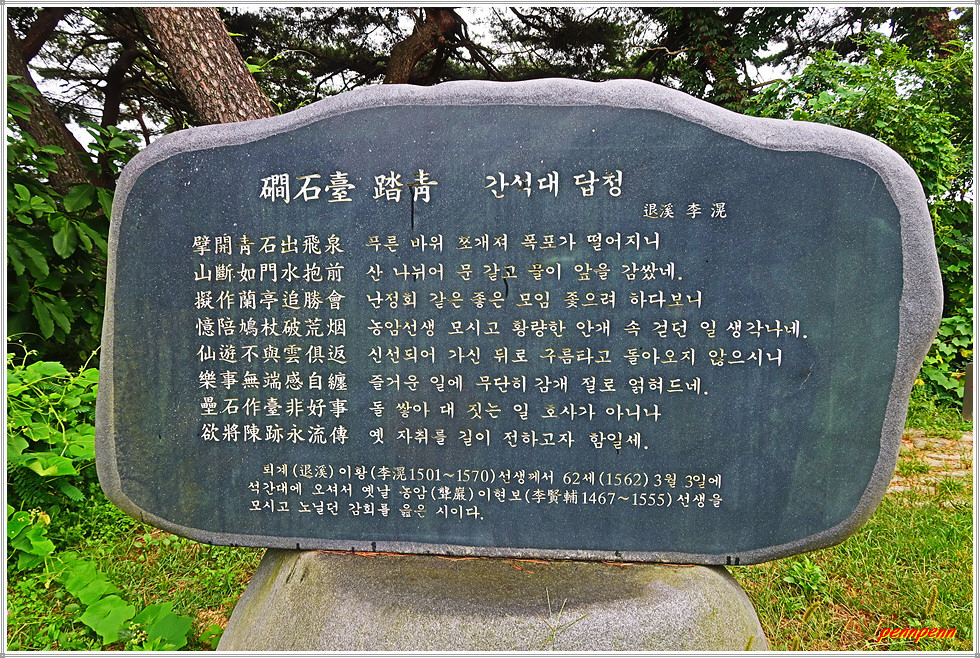 磵石臺 踏靑 간석대 답청
退溪 李滉
擘開靑石出飛泉 푸른 바위 쪼개져 폭포가 떨어지니
山斷如門水抱前 산 나뉘어 문 같고 물이 앞을 감쌌네.
擬作蘭亭追勝會 난정회 같은 좋은 모임 좇으려 하다보니
憶陪鳩杖破荒烟 농암선생 모시고 황량한 안개 속 걷던 일 생각나네.
仙遊不與雲俱返 신선되어 가신 뒤로 구름타고 돌아오지 않으시니
樂事無端感自纏 즐거운 일에 무단히 감개 절로 얽혀드네.
壘石作臺非好事 돌 쌓아 대 짓는 일 호사가 아니나
欲將陳跡永流傳 옛 자취를 길이 전하고자 함일세.
퇴계(退溪)이황(李滉1501~1570)선생께서 62세(1562) 3월 3일에
석간대에 오셔서 옛날 농암(聾巖)이현보(李賢輔1467~1555)선생을
모시고 노닐던 감회를 읊은 시이다.
jpennpenn